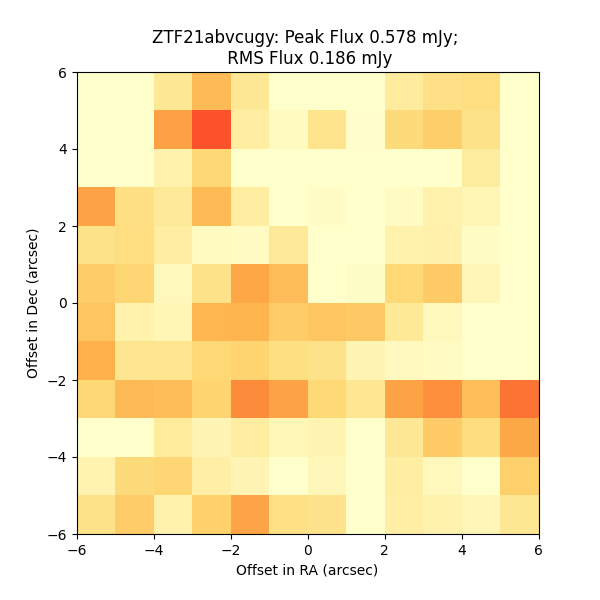 ZTF21abvcugy: Peak Flux 0.578 mJy;
RMS Flux 0.186 mJy
6
4
2
0
−2
−4
−6
Offset in Dec (arcsec)
−6 −4 −2 0 2 4 6
Offset in RA (arcsec)